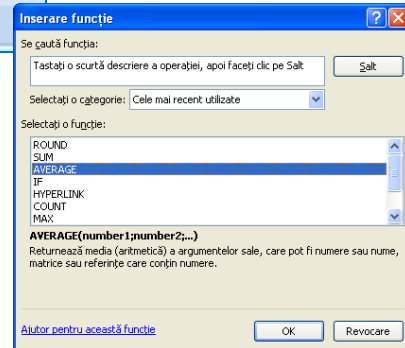 Inserare funcție
Se caută funcția:
Tastați o scurtă descriere a operației, apoi faceți clic pe Salt
Salt
Selectați o categorie: Cele mai recent utilizate
Selectați o funcție:
ROUND
SUM
AVERAGE
IF
HYPERLINK
COUNT
MAX
AVERAGE(number1;number2;...)
Returnează media (aritmetică) a argumentelor sale, care pot fi numere sau nume,
matrice sau referințe care conțin numere.
Ajutor pentru această funcție
OK
Revocare